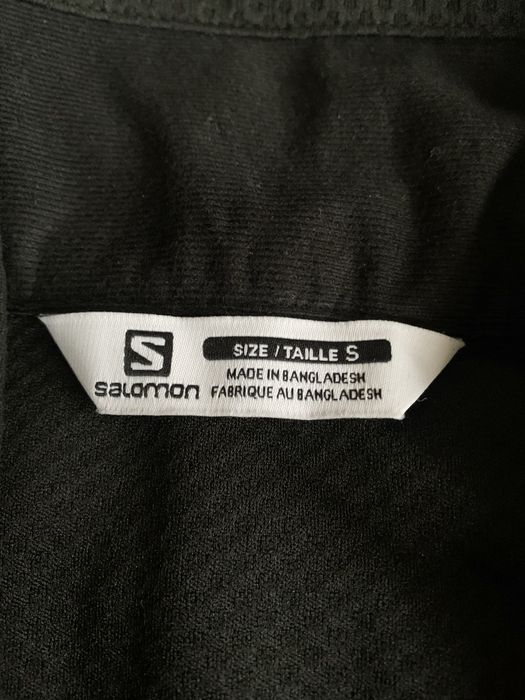 S
SIZE / TAILLE S
MADE IN BANGLADESH
salomon
FABRIQUE AU BANGLADESH